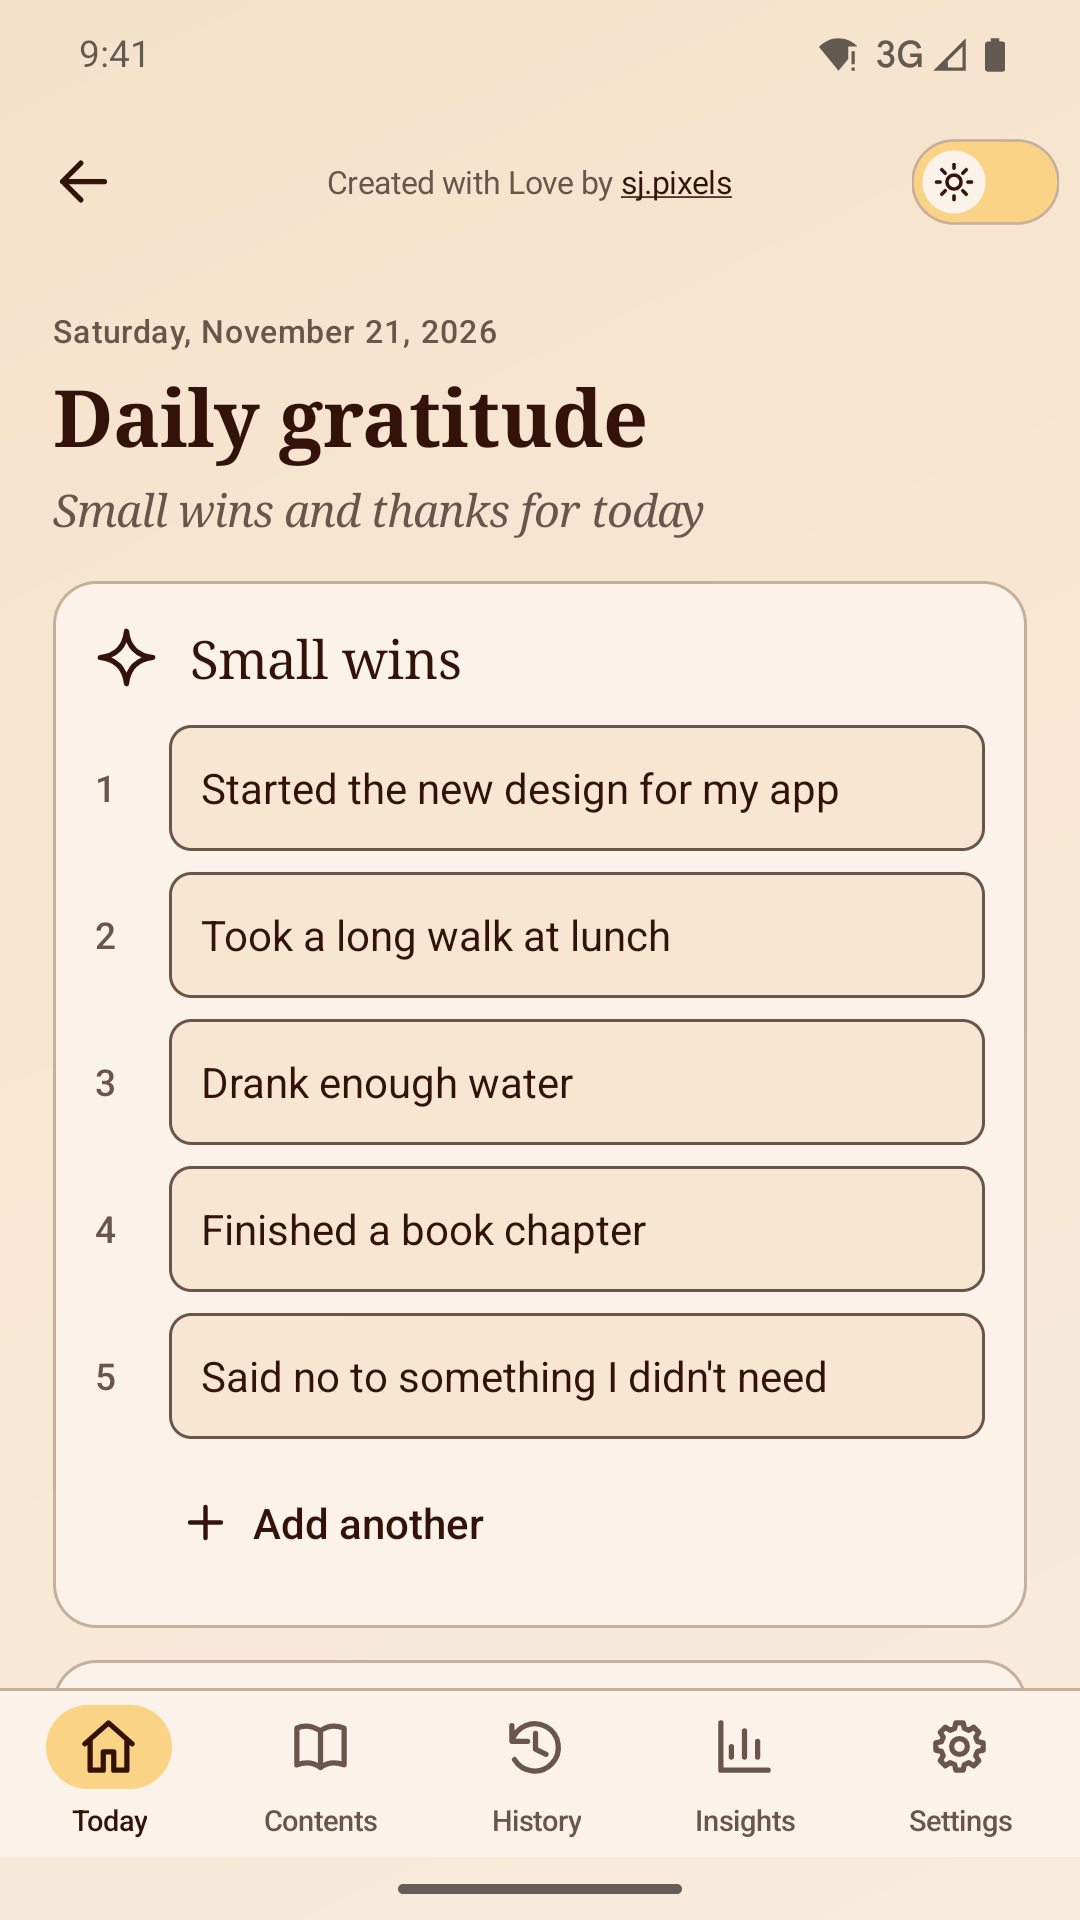 9:41
3G
Created with Love by sj.pixels
Saturday, November 21, 2026
Daily gratitude
Small wins and thanks for today
Small wins
1 Started the new design for my app
2 Took a long walk at lunch
3 Drank enough water
4 Finished a book chapter
5 Said no to something I didn't need
Add another
Today Contents History Insights Settings